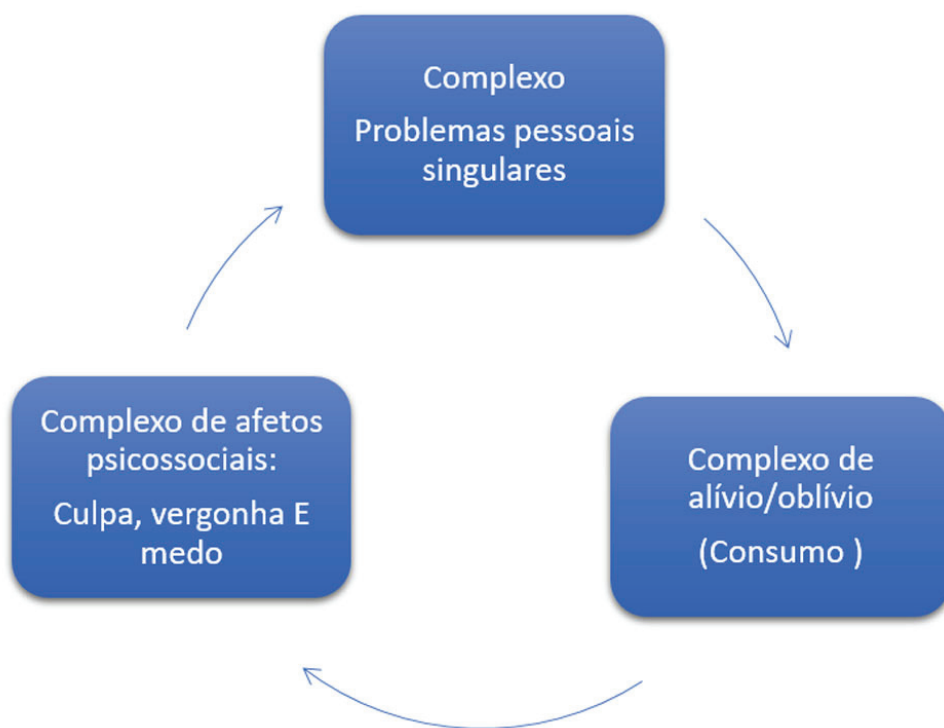 Complexo
Problemas pessoais
singulares
Complexo de afetos
psicossociais:
Culpa, vergonha E
medo
Complexo de
alívio/oblívio
(Consumo )